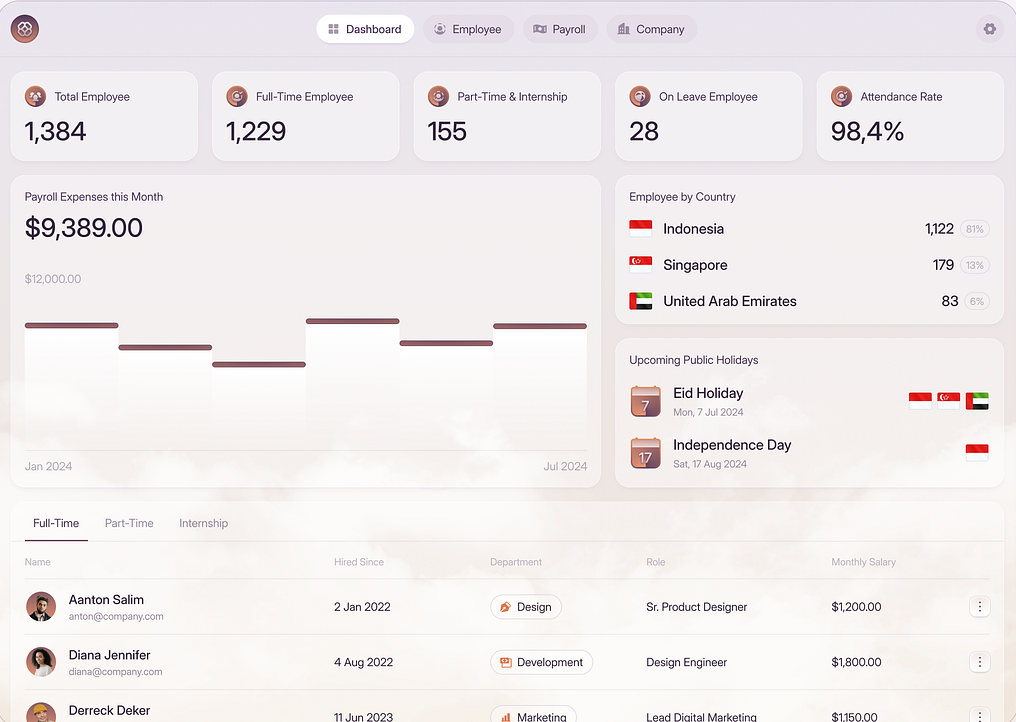 Dashboard
Employee
Payroll
Company
Total Employee
1,384
Full-Time Employee
1,229
Part-Time & Internship
155
On Leave Employee
28
Attendance Rate
98,4%
Payroll Expenses this Month
$9,389.00
$12,000.00
Jan 2024
Jul 2024
Employee by Country
Indonesia 1,122 81%
Singapore 179 13%
United Arab Emirates 83 6%
Upcoming Public Holidays
7
Eid Holiday
Mon, 7 Jul 2024
17
Independence Day
Sat, 17 Aug 2024
Full-Time Part-Time Internship
Name Hired Since Department Role Monthly Salary
Aanton Salim
anton@company.com
2 Jan 2022 Design Sr. Product Designer $1,200.00
Diana Jennifer
diana@company.com
4 Aug 2022 Development Design Engineer $1,800.00
Derreck Deker
11 Jun 2023 Marketing Lead Digital Marketing $1,150.00